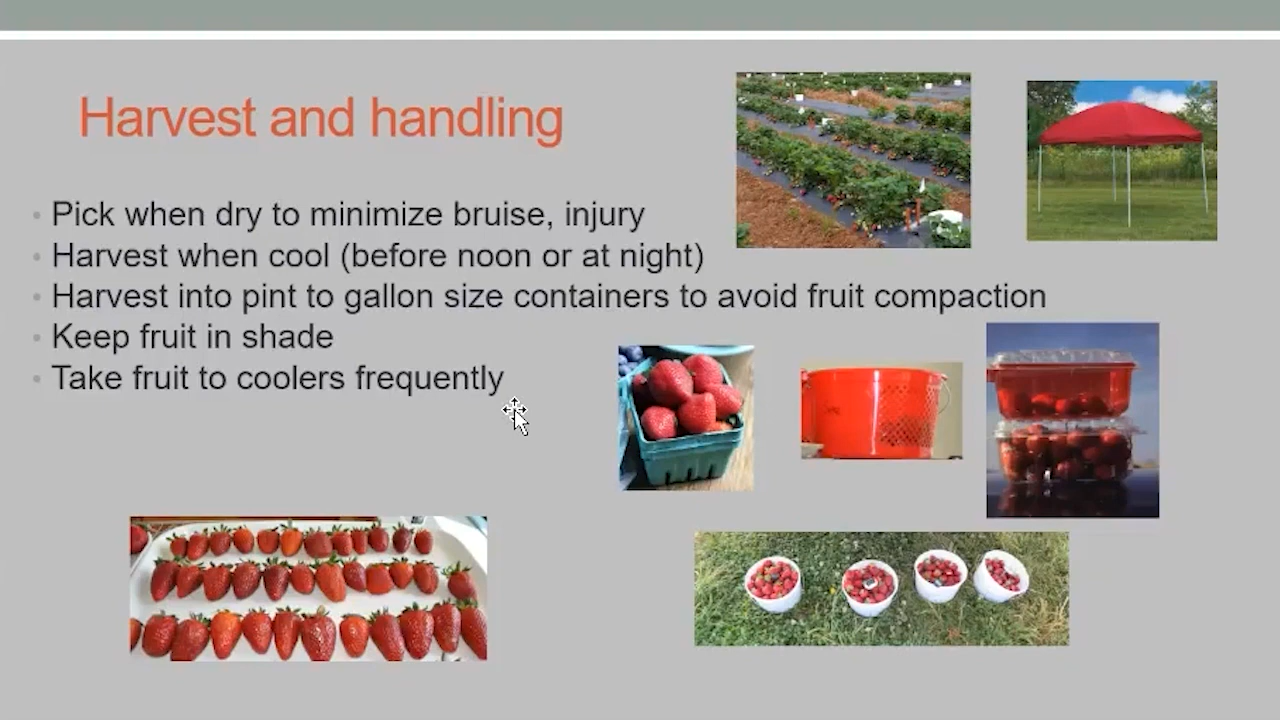 Harvest and handling
• Pick when dry to minimize bruise, injury
• Harvest when cool (before noon or at night)
• Harvest into pint to gallon size containers to avoid fruit compaction
• Keep fruit in shade
• Take fruit to coolers frequently